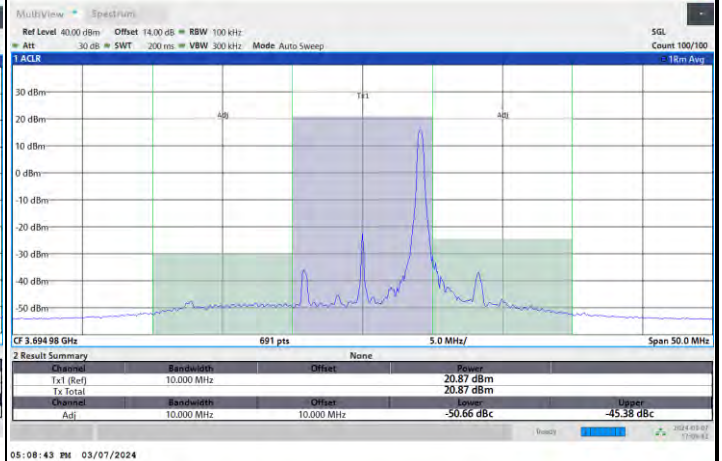 MultiView Spectrum
Ref Level 40.00 dBm Offset 14.00 dB RBW 100 kHz SGL
Att 30 dB SWT 200 ms VBW 300 kHz Mode Auto Sweep Count 100/100
1 ACLR 1Rm Avg
Tx1
Adj Adj
30 dBm
20 dBm
10 dBm
0 dBm
-10 dBm
-20 dBm
-30 dBm
-40 dBm
-50 dBm
CF 3.69498 GHz 691 pts 5.0 MHz/ Span 50.0 MHz
2 Result Summary None
Channel Bandwidth Offset Power
Tx1 (Ref) 10.000 MHz 20.87 dBm
Tx Total 20.87 dBm
Channel Bandwidth Offset Lower Upper
Adj 10.000 MHz 10.000 MHz -50.66 dBc -45.38 dBc
Ready 2024-03-07
05:08:43 PM 03/07/2024